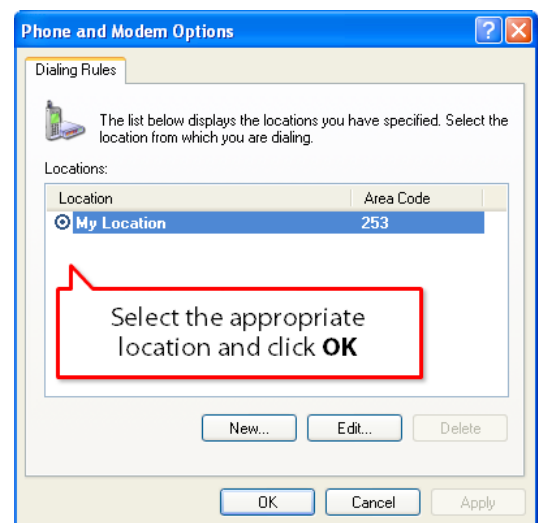 Phone and Modem Options
Dialing Rules
The list below displays the locations you have specified. Select the
location from which you are dialing.
Locations:
Location Area Code
My Location 253
Select the appropriate
location and click OK
New... Edit... Delete
OK Cancel Apply